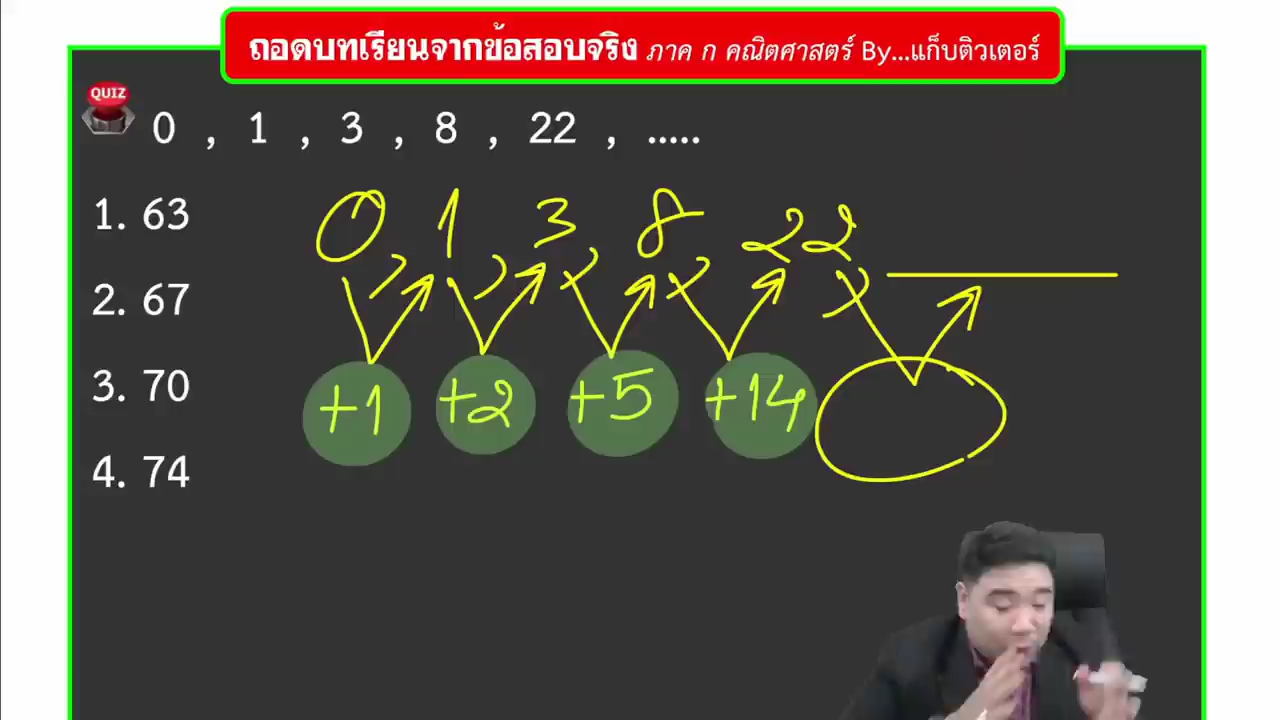 ถอดบทเรียนจากข้อสอบจริง ภาค ก คณิตศาสตร์ By...แก็บติวเตอร์
QUIZ
0 , 1 , 3 , 8 , 22 , .....
1. 63
2. 67
3. 70
4. 74
0 1 3 8 22
+1 +2 +5 +14